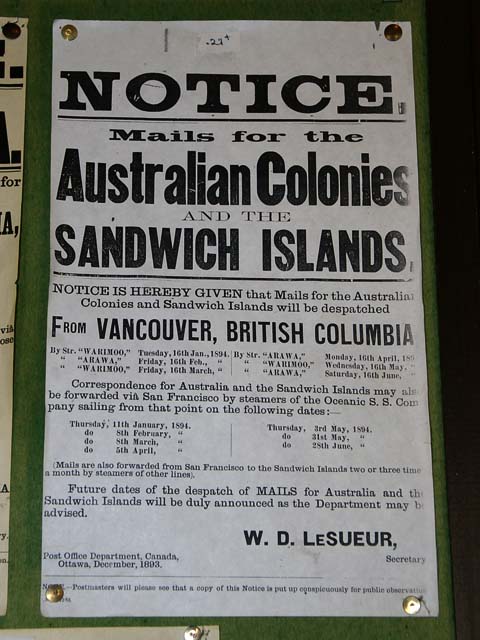 .27⁴
NOTICE.
Mails for the
Australian Colonies
AND THE
SANDWICH ISLANDS.
NOTICE IS HEREBY GIVEN that Mails for the Australian
Colonies and Sandwich Islands will be despatched
FROM VANCOUVER, BRITISH COLUMBIA
By Str. "WARIMOO," Tuesday, 16th Jan., 1894. By Str. "ARAWA," Monday, 16th April, 189
" "ARAWA," Friday, 16th Feb., " " "WARIMOO," Wednesday, 16th May, "
" "WARIMOO," Friday, 16th March, " " "ARAWA," Saturday, 16th June, "
Correspondence for Australia and the Sandwich Islands may als
be forwarded viâ San Francisco by steamers of the Oceanic S. S. Com
pany sailing from that point on the following dates:—
Thursday, 11th January, 1894. Thursday, 3rd May, 1894.
do 8th February, " do 31st May, "
do 8th March, " do 28th June, "
do 5th April, "
(Mails are also forwarded from San Francisco to the Sandwich Islands two or three time
a month by steamers of other lines).
Future dates of the despatch of MAILS for Australia and th
Sandwich Islands will be duly announced as the Department may b
advised.
W. D. LESUEUR,
Secretary
Post Office Department, Canada,
Ottawa, December, 1893.
NOTE.—Postmasters will please see that a copy of this Notice is put up conspicuously for public observatio
for